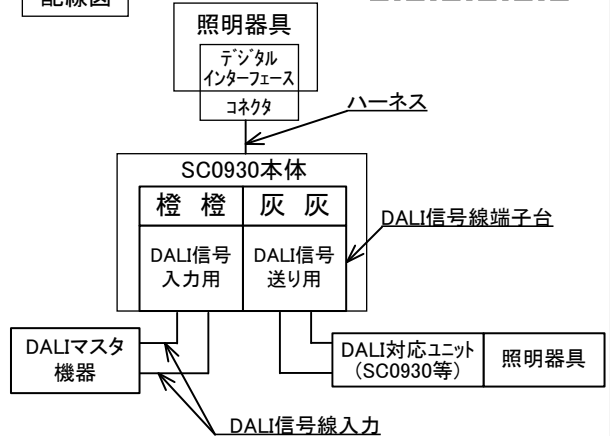 配線図
照明器具
デジタル
インターフェース
コネクタ
ハーネス
SC0930本体
橙 橙
灰 灰
DALI信号線端子台
DALI信号
入力用
DALI信号
送り用
DALIマスタ
機器
DALI対応ユニット
(SC0930等)
照明器具
DALI信号線入力